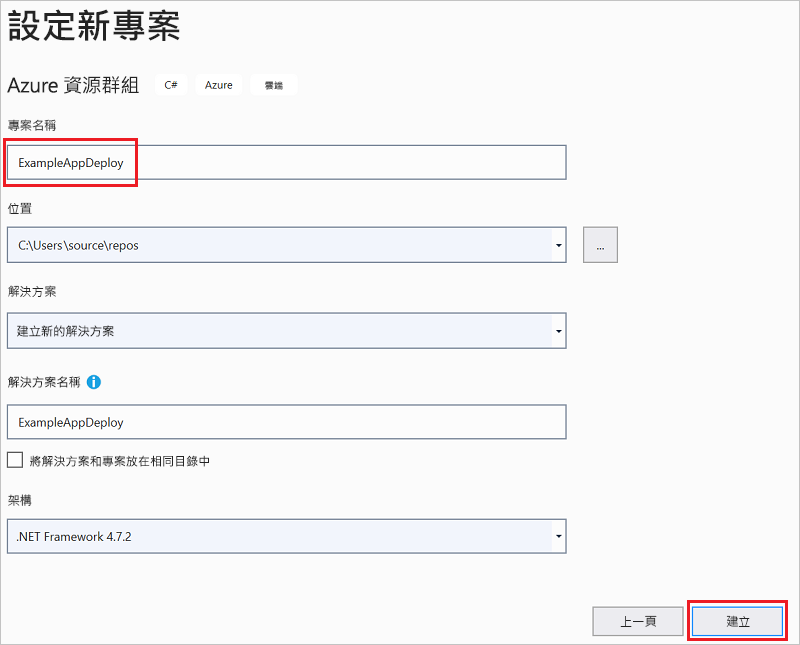 設定新專案
Azure 資源群組 C# Azure 雲端
專案名稱
ExampleAppDeploy
位置
C:\Users\source\repos
...
解決方案
建立新的解決方案
解決方案名稱
ExampleAppDeploy
將解決方案和專案放在相同目錄中
架構
.NET Framework 4.7.2
上一頁 建立